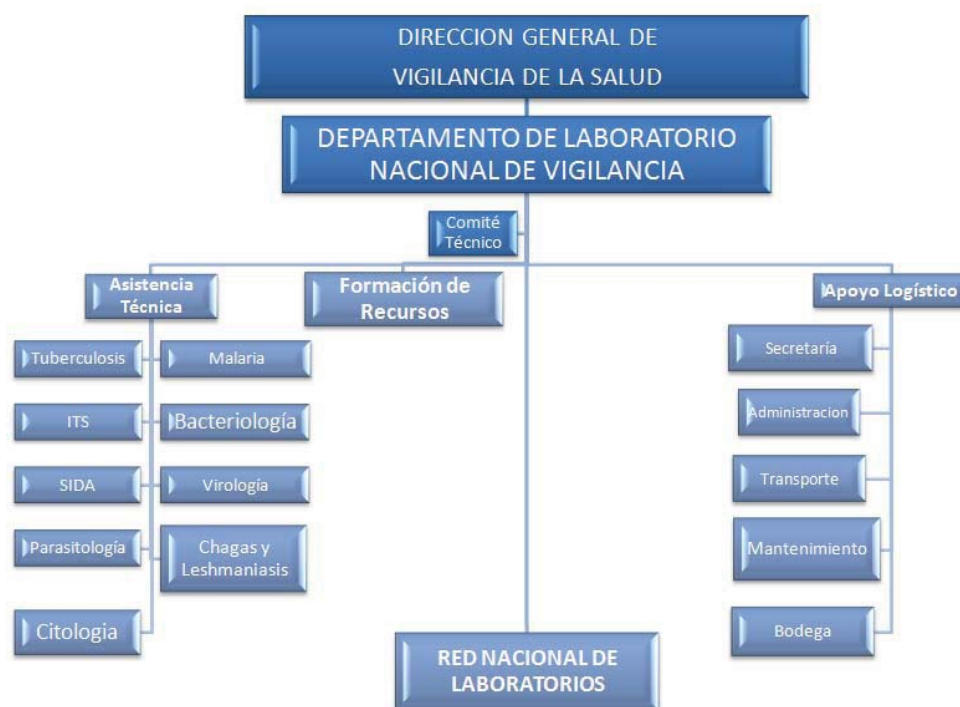 DIRECCION GENERAL DE
VIGILANCIA DE LA SALUD
DEPARTAMENTO DE LABORATORIO
NACIONAL DE VIGILANCIA
Comité
Técnico
Asistencia
Técnica
Formación de
Recursos
Apoyo Logístico
Tuberculosis
Malaria
ITS
Bacteriología
SIDA
Virología
Parasitología
Chagas y
Leshmaniasis
Citologia
Secretaría
Administracion
Transporte
Mantenimiento
Bodega
RED NACIONAL DE
LABORATORIOS